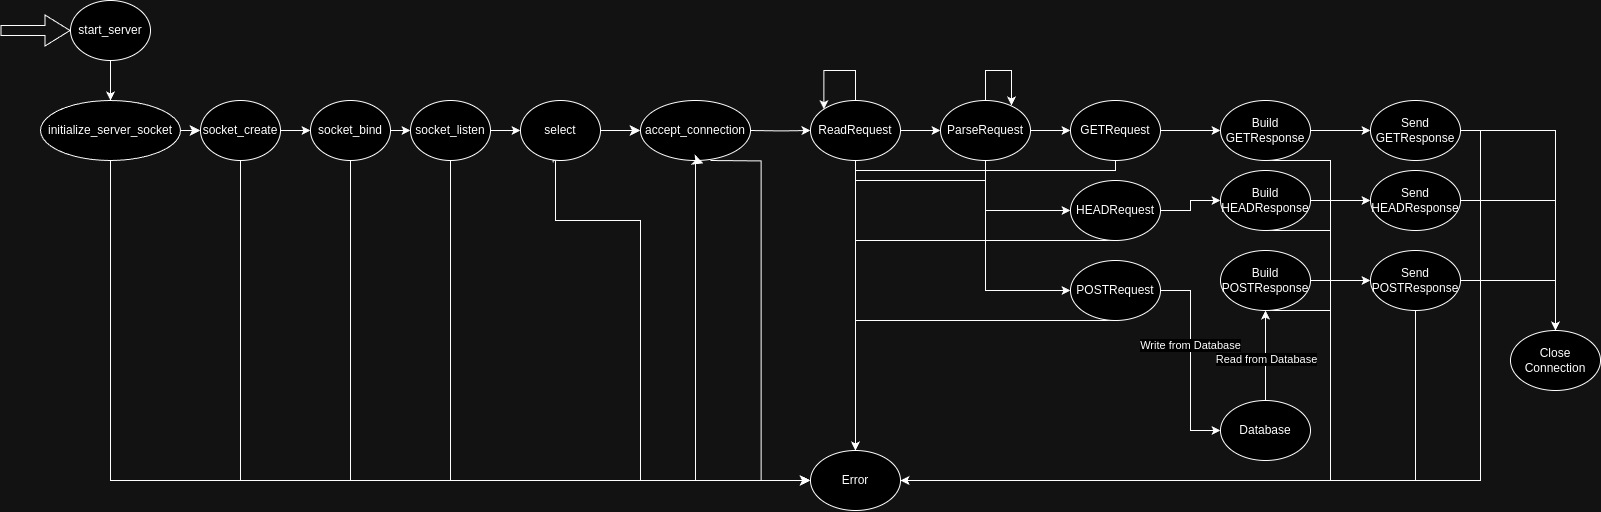 start_server
initialize_server_socket
socket_create
socket_bind
socket_listen
select
accept_connection
ReadRequest
ParseRequest
GETRequest
Build
GETResponse
Send
GETResponse
HEADRequest
Build
HEADResponse
Send
HEADResponse
POSTRequest
Build
POSTResponse
Send
POSTResponse
Write from Database
Read from Database
Close
Connection
Database
Error